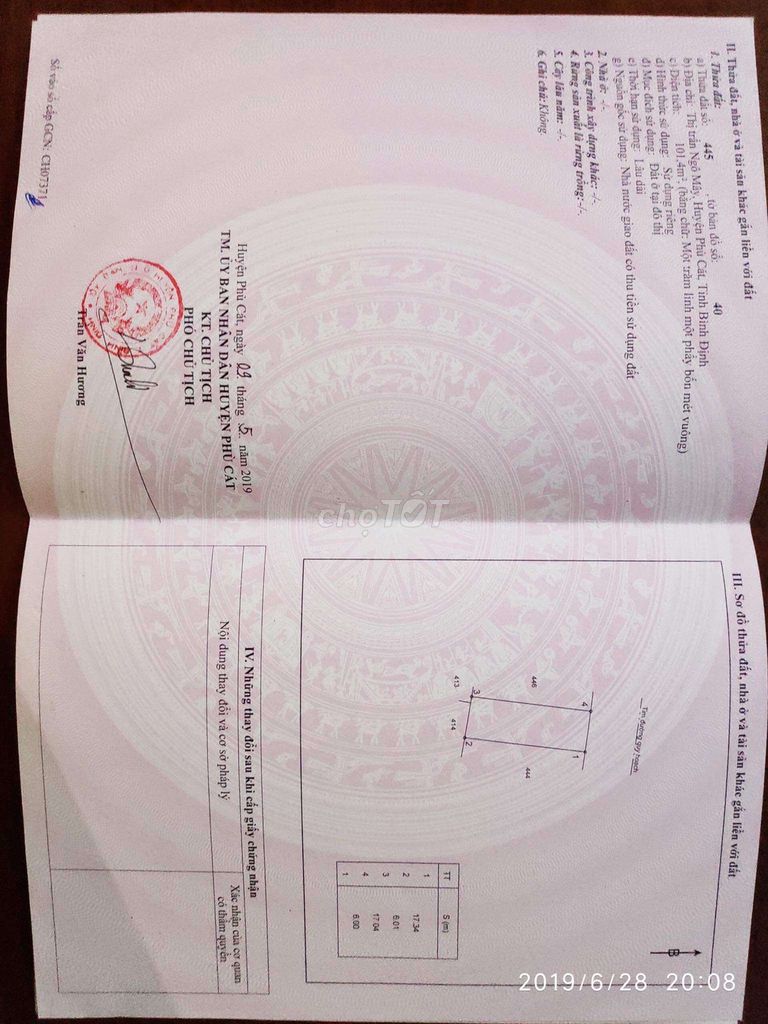 II. Thửa đất, nhà ở và tài sản khác gắn liền với đất
1. Thửa đất:
a) Thửa đất số: 445 , tờ bản đồ số: 40
b) Địa chỉ: Thị trấn Ngô Mây, Huyện Phù Cát, Tỉnh Bình Định
c) Diện tích: 101.4m², (bằng chữ: Một trăm linh một phẩy bốn mét vuông)
d) Hình thức sử dụng: Sử dụng riêng
đ) Mục đích sử dụng: Đất ở tại đô thị
e) Thời hạn sử dụng: Lâu dài
g) Nguồn gốc sử dụng: Nhà nước giao đất có thu tiền sử dụng đất
2. Nhà ở: -/-.
3. Công trình xây dựng khác: -/-.
4. Rừng sản xuất là rừng trồng: -/-.
5. Cây lâu năm: -/-.
6. Ghi chú: Không
Huyện Phù Cát, ngày 09 tháng 5 năm 2019
TM. ỦY BAN NHÂN DÂN HUYỆN PHÙ CÁT
KT. CHỦ TỊCH
PHÓ CHỦ TỊCH
Trần Văn Hương
Số vào sổ cấp GCN: CH07371
III. Sơ đồ thửa đất, nhà ở và tài sản khác gắn liền với đất
Tim đường quy hoạch
B
4
1
446
444
3
2
413
414
TT S (m)
1
17.34
2
6.01
3
17.04
4
6.00
1
IV. Những thay đổi sau khi cấp giấy chứng nhận
Nội dung thay đổi và cơ sở pháp lý
Xác nhận của cơ quan
có thẩm quyền
choTỐT
2019/6/28 20:08